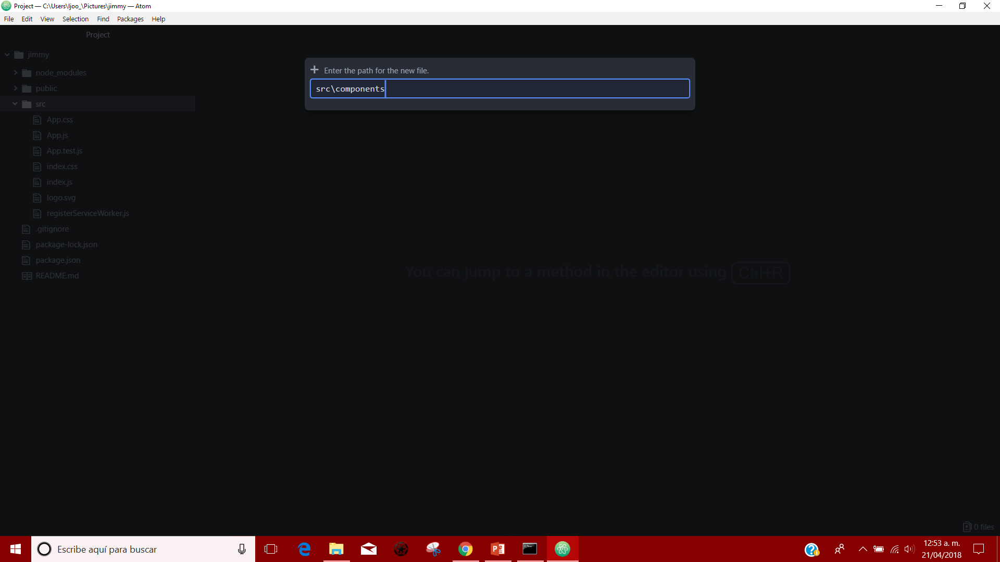 Project — C:\Users\ljoo_\Pictures\jimmy — Atom
File Edit View Selection Find Packages Help
Project
jimmy
node_modules
public
src
App.css
App.js
App.test.js
index.css
index.js
logo.svg
registerServiceWorker.js
.gitignore
package-lock.json
package.json
README.md
Enter the path for the new file.
src\components
You can jump to a method in the editor using Ctrl+R
0 files
Escribe aquí para buscar
12:53 a. m.
21/04/2018